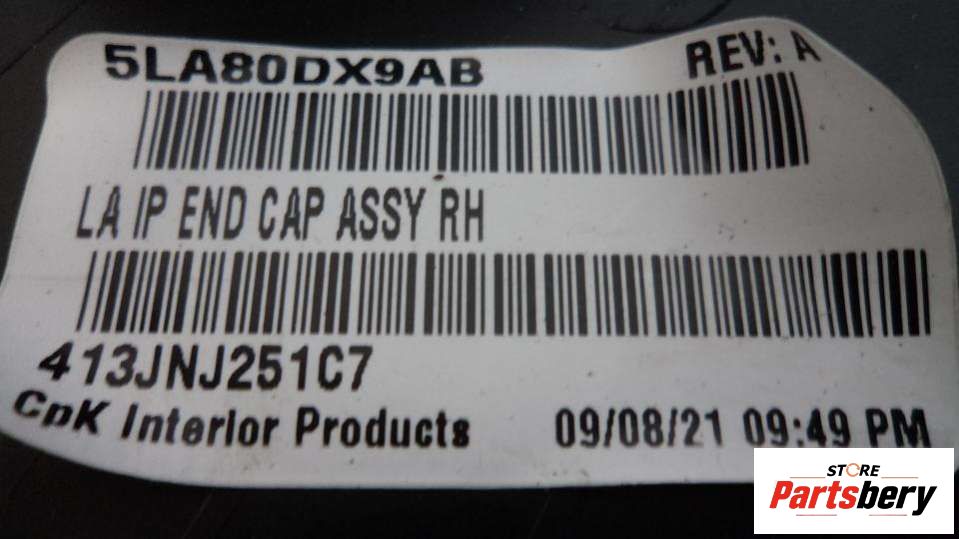 5LA80DX9AB REV: A
LA IP END CAP ASSY RH
413JNJ251C7
CpK Interior Products 09/08/21 09:49 PM
STORE
Partsbery